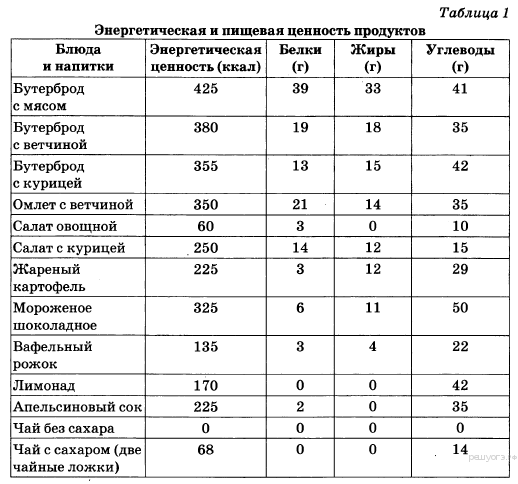 Таблица 1
Энергетическая и пищевая ценность продуктов
Блюда и напитки Энергетическая ценность (ккал) Белки (г) Жиры (г) Углеводы (г)
Бутерброд с мясом 425 39 33 41
Бутерброд с ветчиной 380 19 18 35
Бутерброд с курицей 355 13 15 42
Омлет с ветчиной 350 21 14 35
Салат овощной 60 3 0 10
Салат с курицей 250 14 12 15
Жареный картофель 225 3 12 29
Мороженое шоколадное 325 6 11 50
Вафельный рожок 135 3 4 22
Лимонад 170 0 0 42
Апельсиновый сок 225 2 0 35
Чай без сахара 0 0 0 0
Чай с сахаром (две чайные ложки) 68 0 0 14
решуогэ.рф